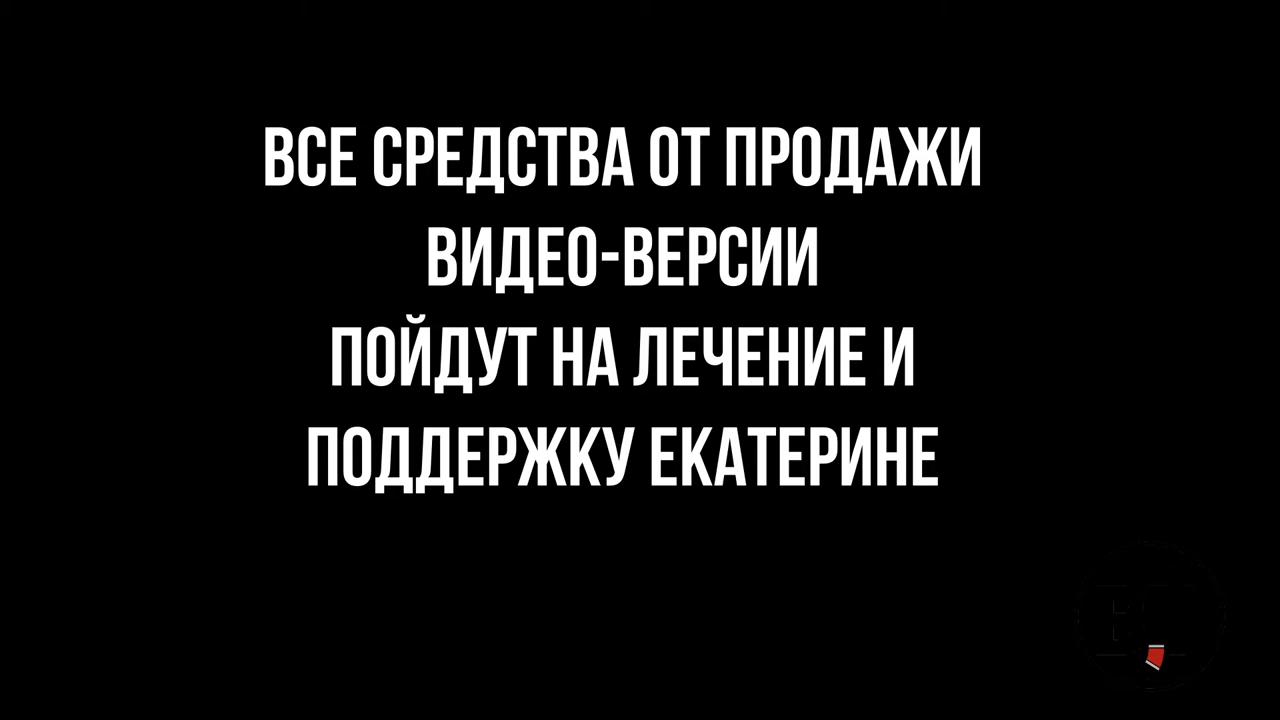 ВСЕ СРЕДСТВА ОТ ПРОДАЖИ
ВИДЕО-ВЕРСИИ
ПОЙДУТ НА ЛЕЧЕНИЕ И
ПОДДЕРЖКУ ЕКАТЕРИНЕ